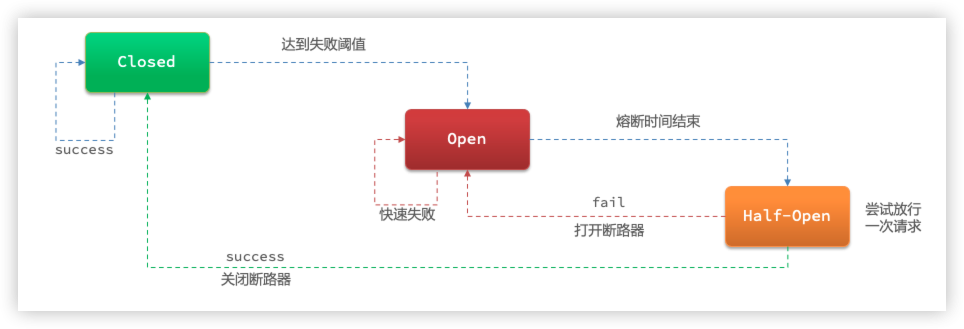 达到失败阈值
Closed
success
Open
熔断时间结束
快速失败
fail
打开断路器
Half-Open
尝试放行
一次请求
success
关闭断路器